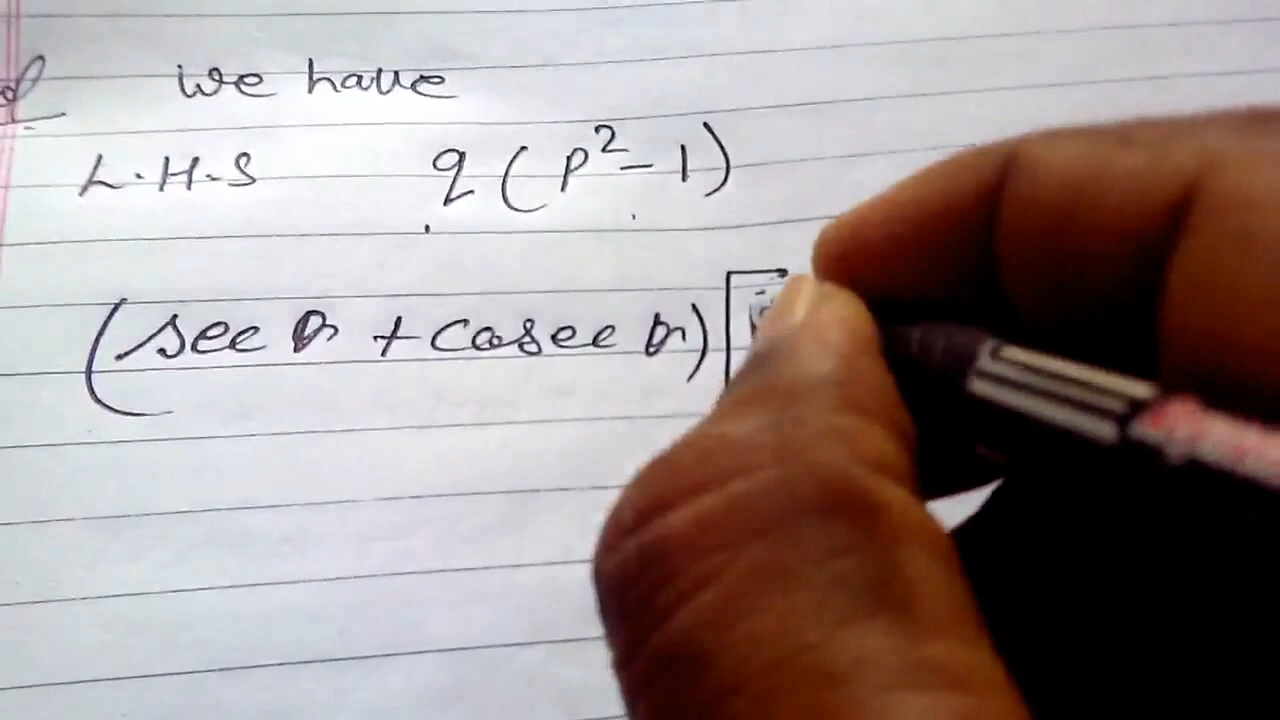 we have
L.H.S q(p²-1)
(sec θ + cosec θ)[